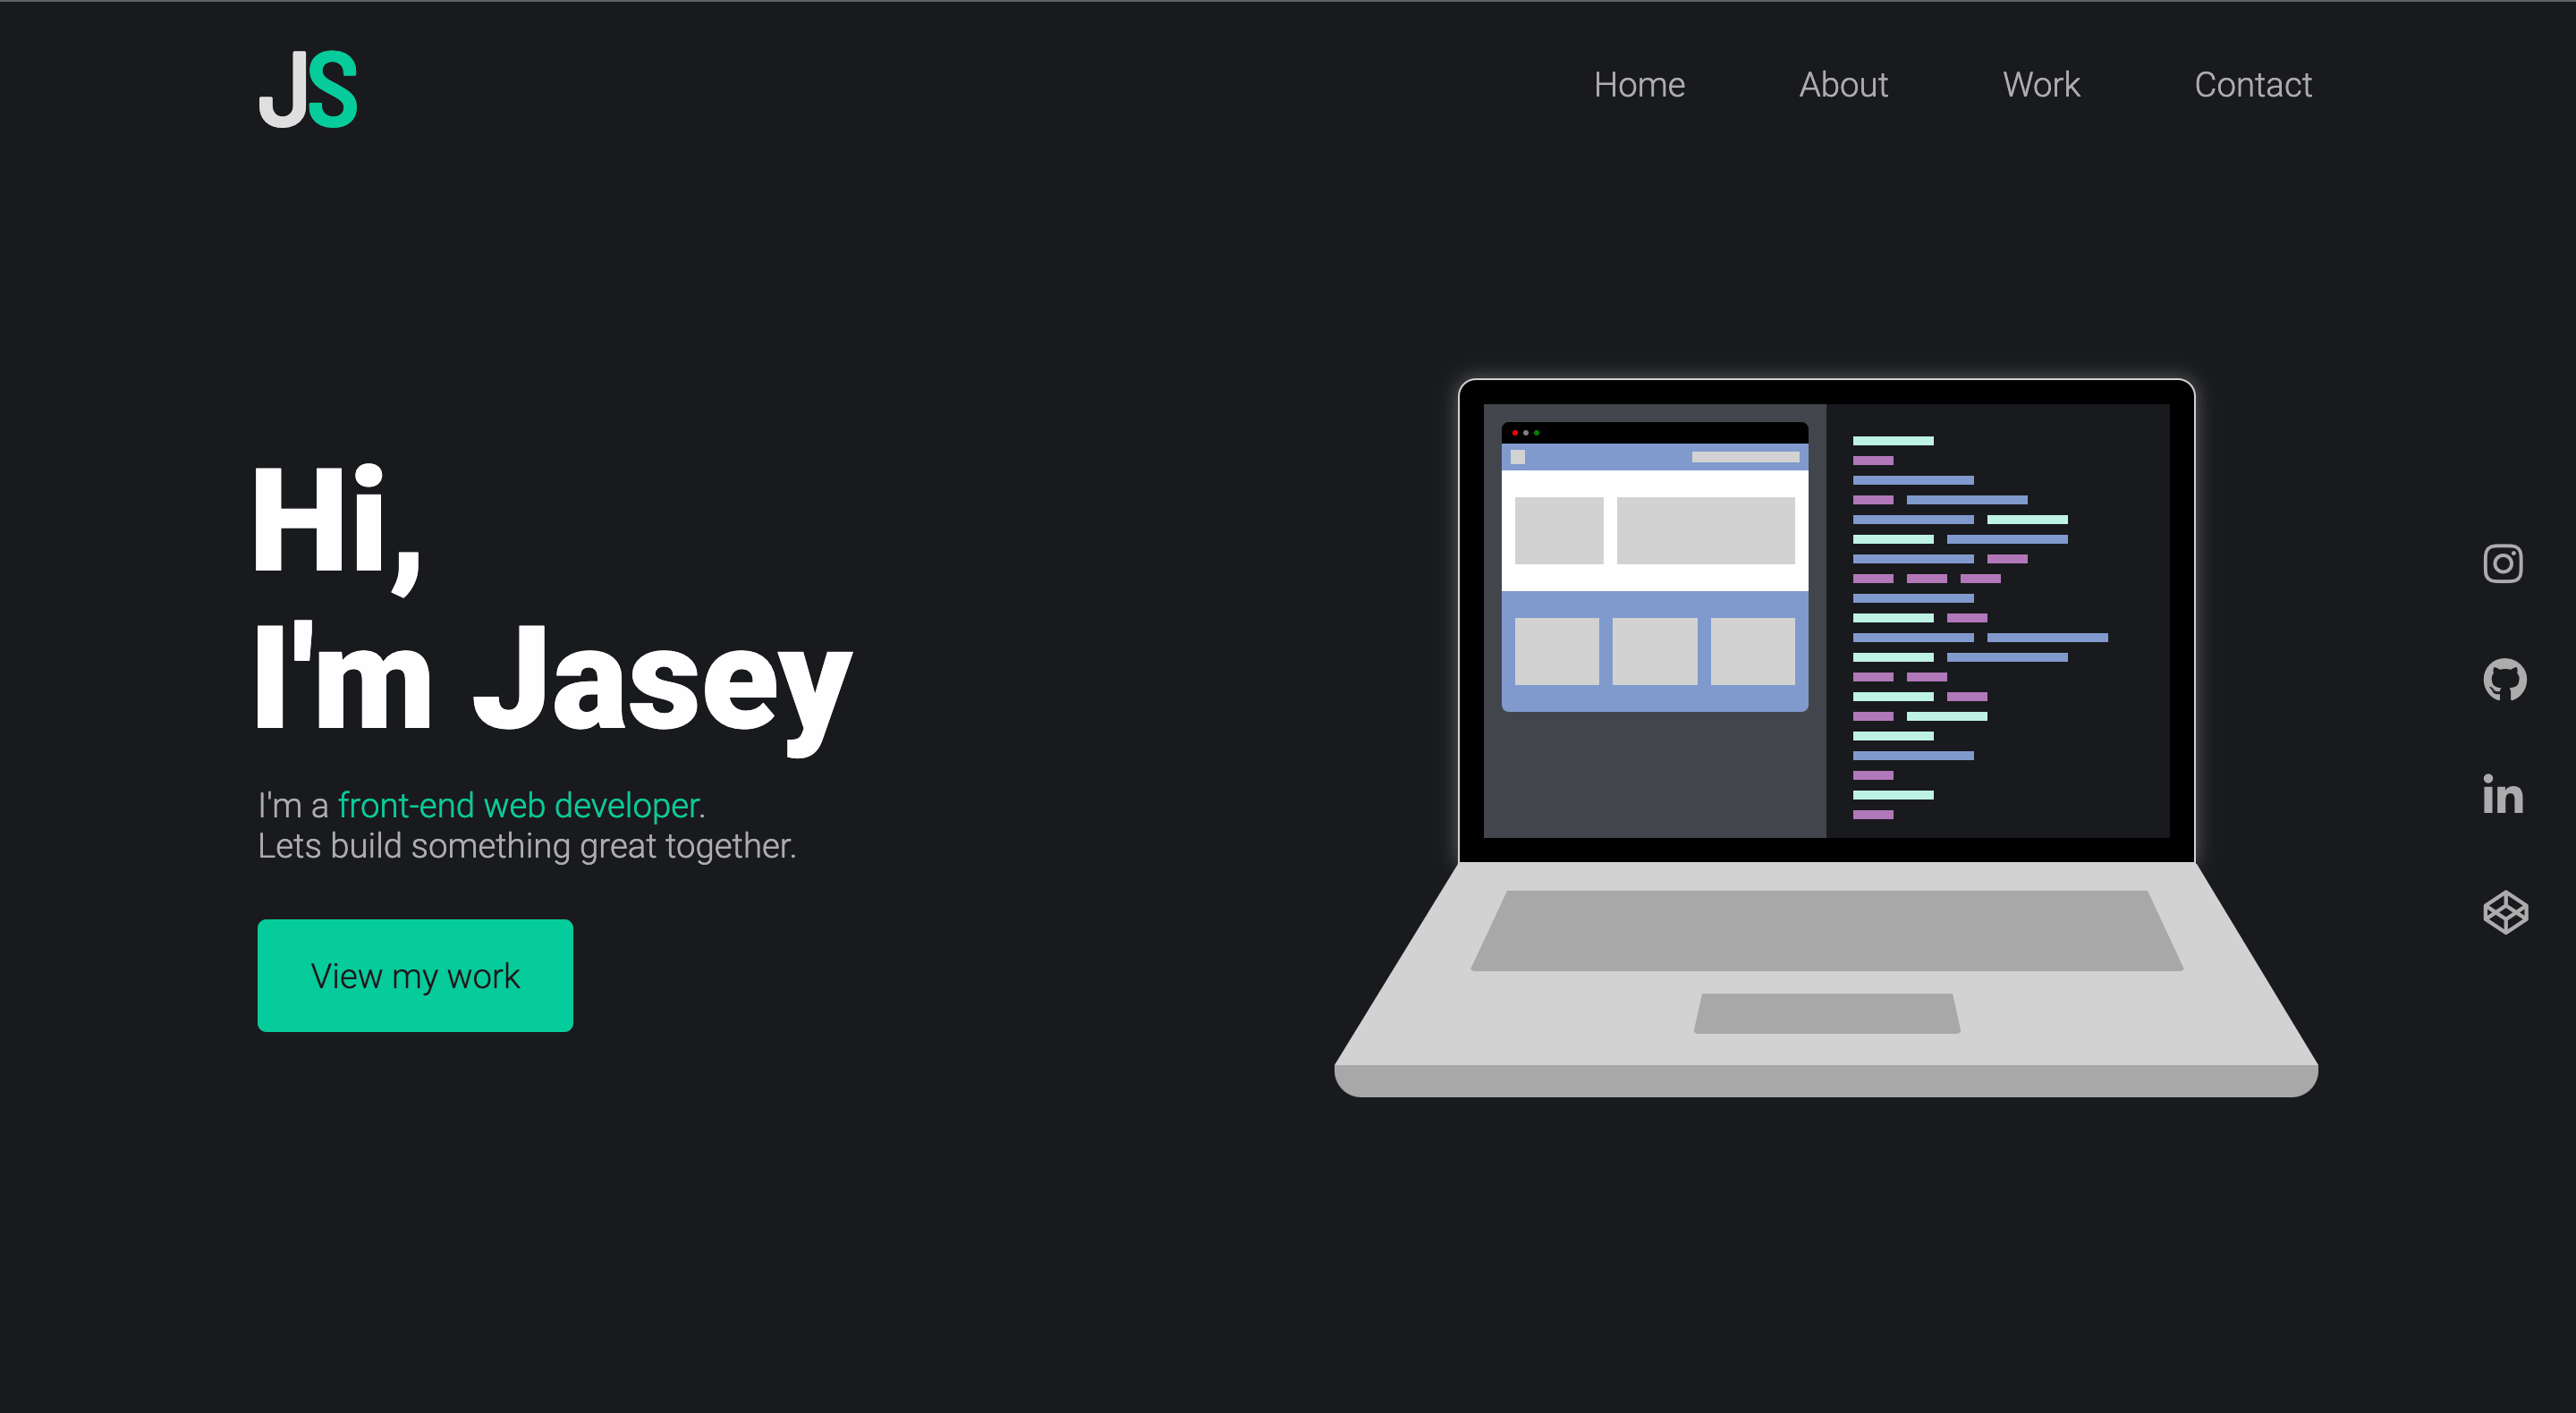 JS
Home About Work Contact
Hi,
I'm Jasey
I'm a front-end web developer.
Lets build something great together.
View my work
in